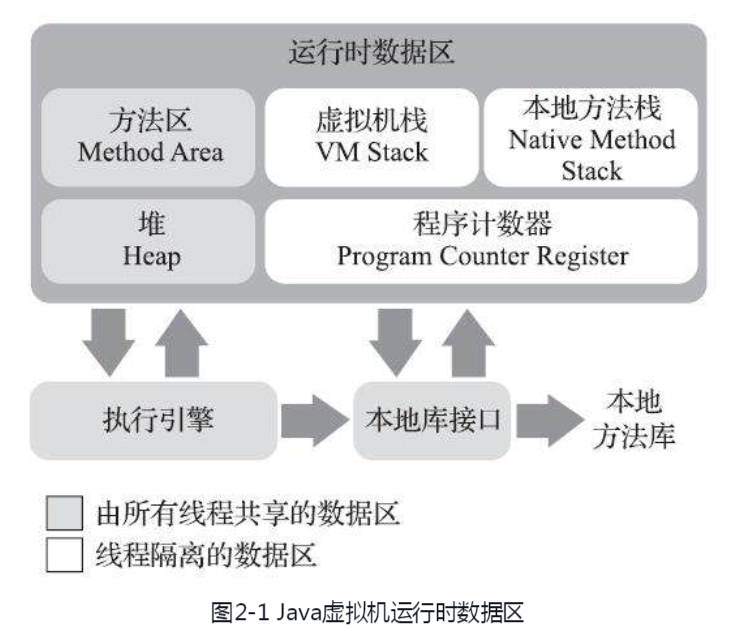 运行时数据区
方法区
Method Area
虚拟机栈
VM Stack
本地方法栈
Native Method
Stack
堆
Heap
程序计数器
Program Counter Register
执行引擎
本地库接口
本地
方法库
由所有线程共享的数据区
线程隔离的数据区
图2-1 Java虚拟机运行时数据区